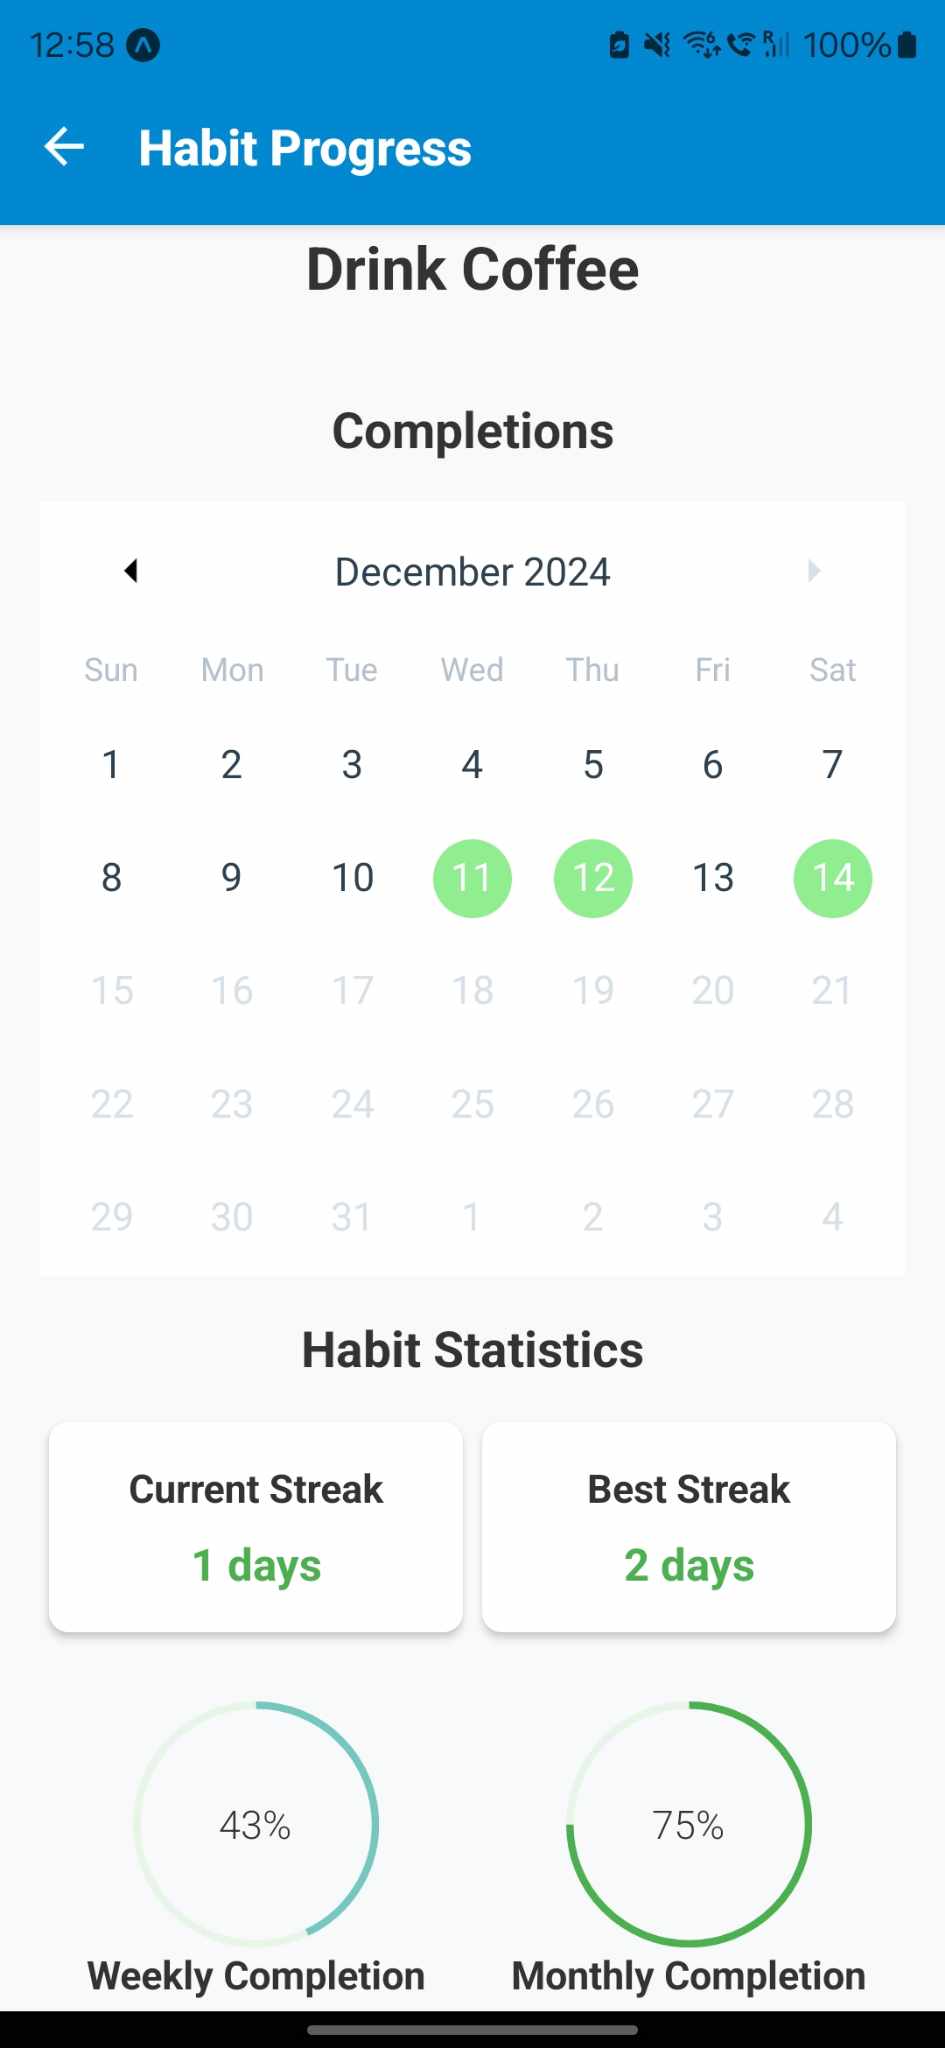 12:58 100%
Habit Progress
Drink Coffee
Completions
December 2024
Sun Mon Tue Wed Thu Fri Sat
1 2 3 4 5 6 7
8 9 10 11 12 13 14
15 16 17 18 19 20 21
22 23 24 25 26 27 28
29 30 31 1 2 3 4
Habit Statistics
Current Streak Best Streak
1 days 2 days
43% 75%
Weekly Completion Monthly Completion